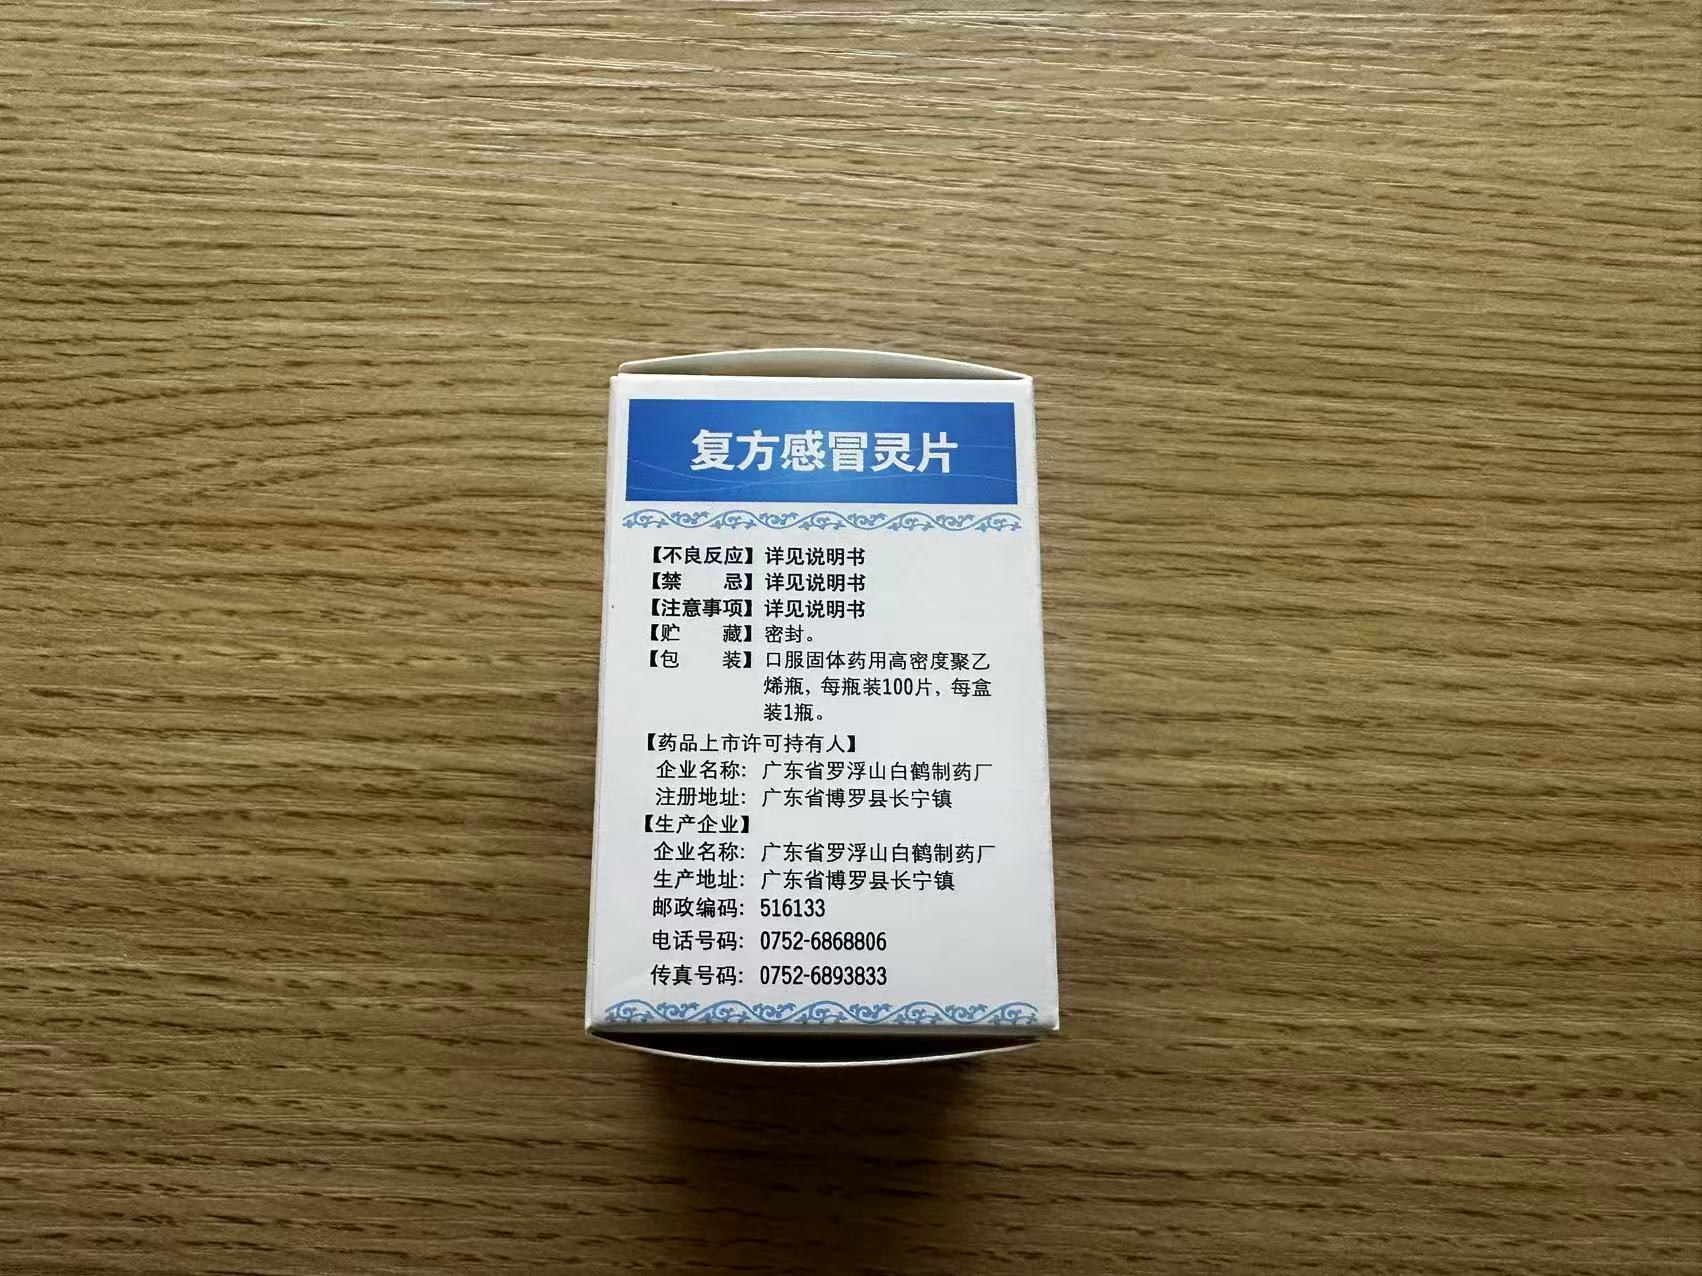 复方感冒灵片
【不良反应】详见说明书
【禁　　忌】详见说明书
【注意事项】详见说明书
【贮　　藏】密封。
【包　　装】口服固体药用高密度聚乙
烯瓶，每瓶装100片，每盒
装1瓶。
【药品上市许可持有人】
企业名称：广东省罗浮山白鹤制药厂
注册地址：广东省博罗县长宁镇
【生产企业】
企业名称：广东省罗浮山白鹤制药厂
生产地址：广东省博罗县长宁镇
邮政编码：516133
电话号码：0752-6868806
传真号码：0752-6893833